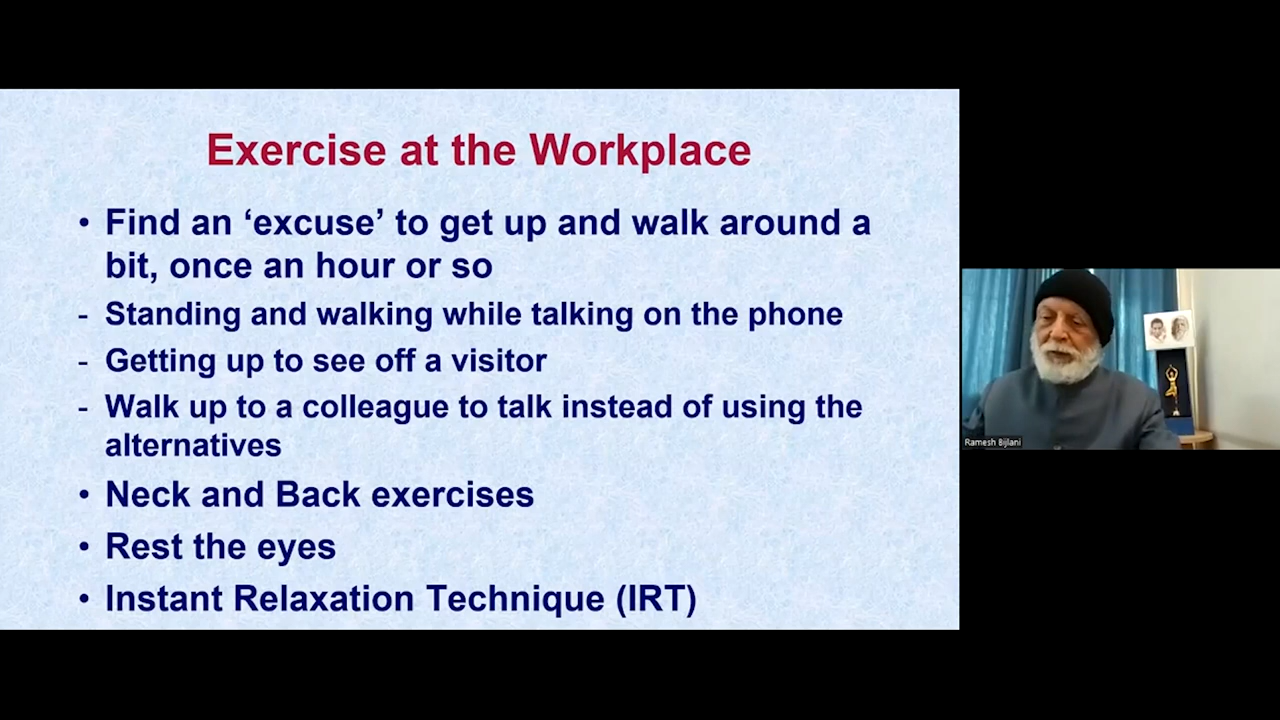 Exercise at the Workplace
• Find an ‘excuse’ to get up and walk around a
bit, once an hour or so
- Standing and walking while talking on the phone
- Getting up to see off a visitor
- Walk up to a colleague to talk instead of using the
alternatives
• Neck and Back exercises
• Rest the eyes
• Instant Relaxation Technique (IRT)
Ramesh Bijlani